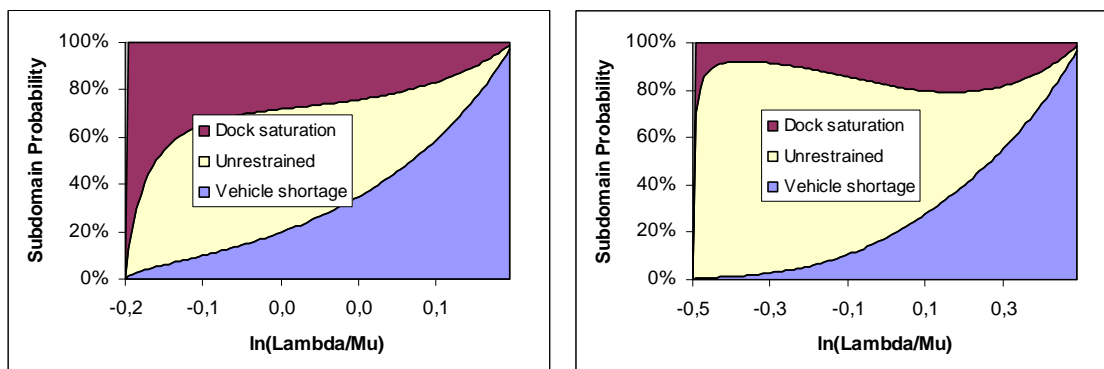 100%
80%
60%
40%
20%
0%
Subdomain Probability
Dock saturation
Unrestrained
Vehicle shortage
-0,2 -0,1 0,0 0,0 0,1
ln(Lambda/Mu)
100%
80%
60%
40%
20%
0%
Subdomain Probability
Dock saturation
Unrestrained
Vehicle shortage
-0,5 -0,3 -0,1 0,1 0,3
ln(Lambda/Mu)